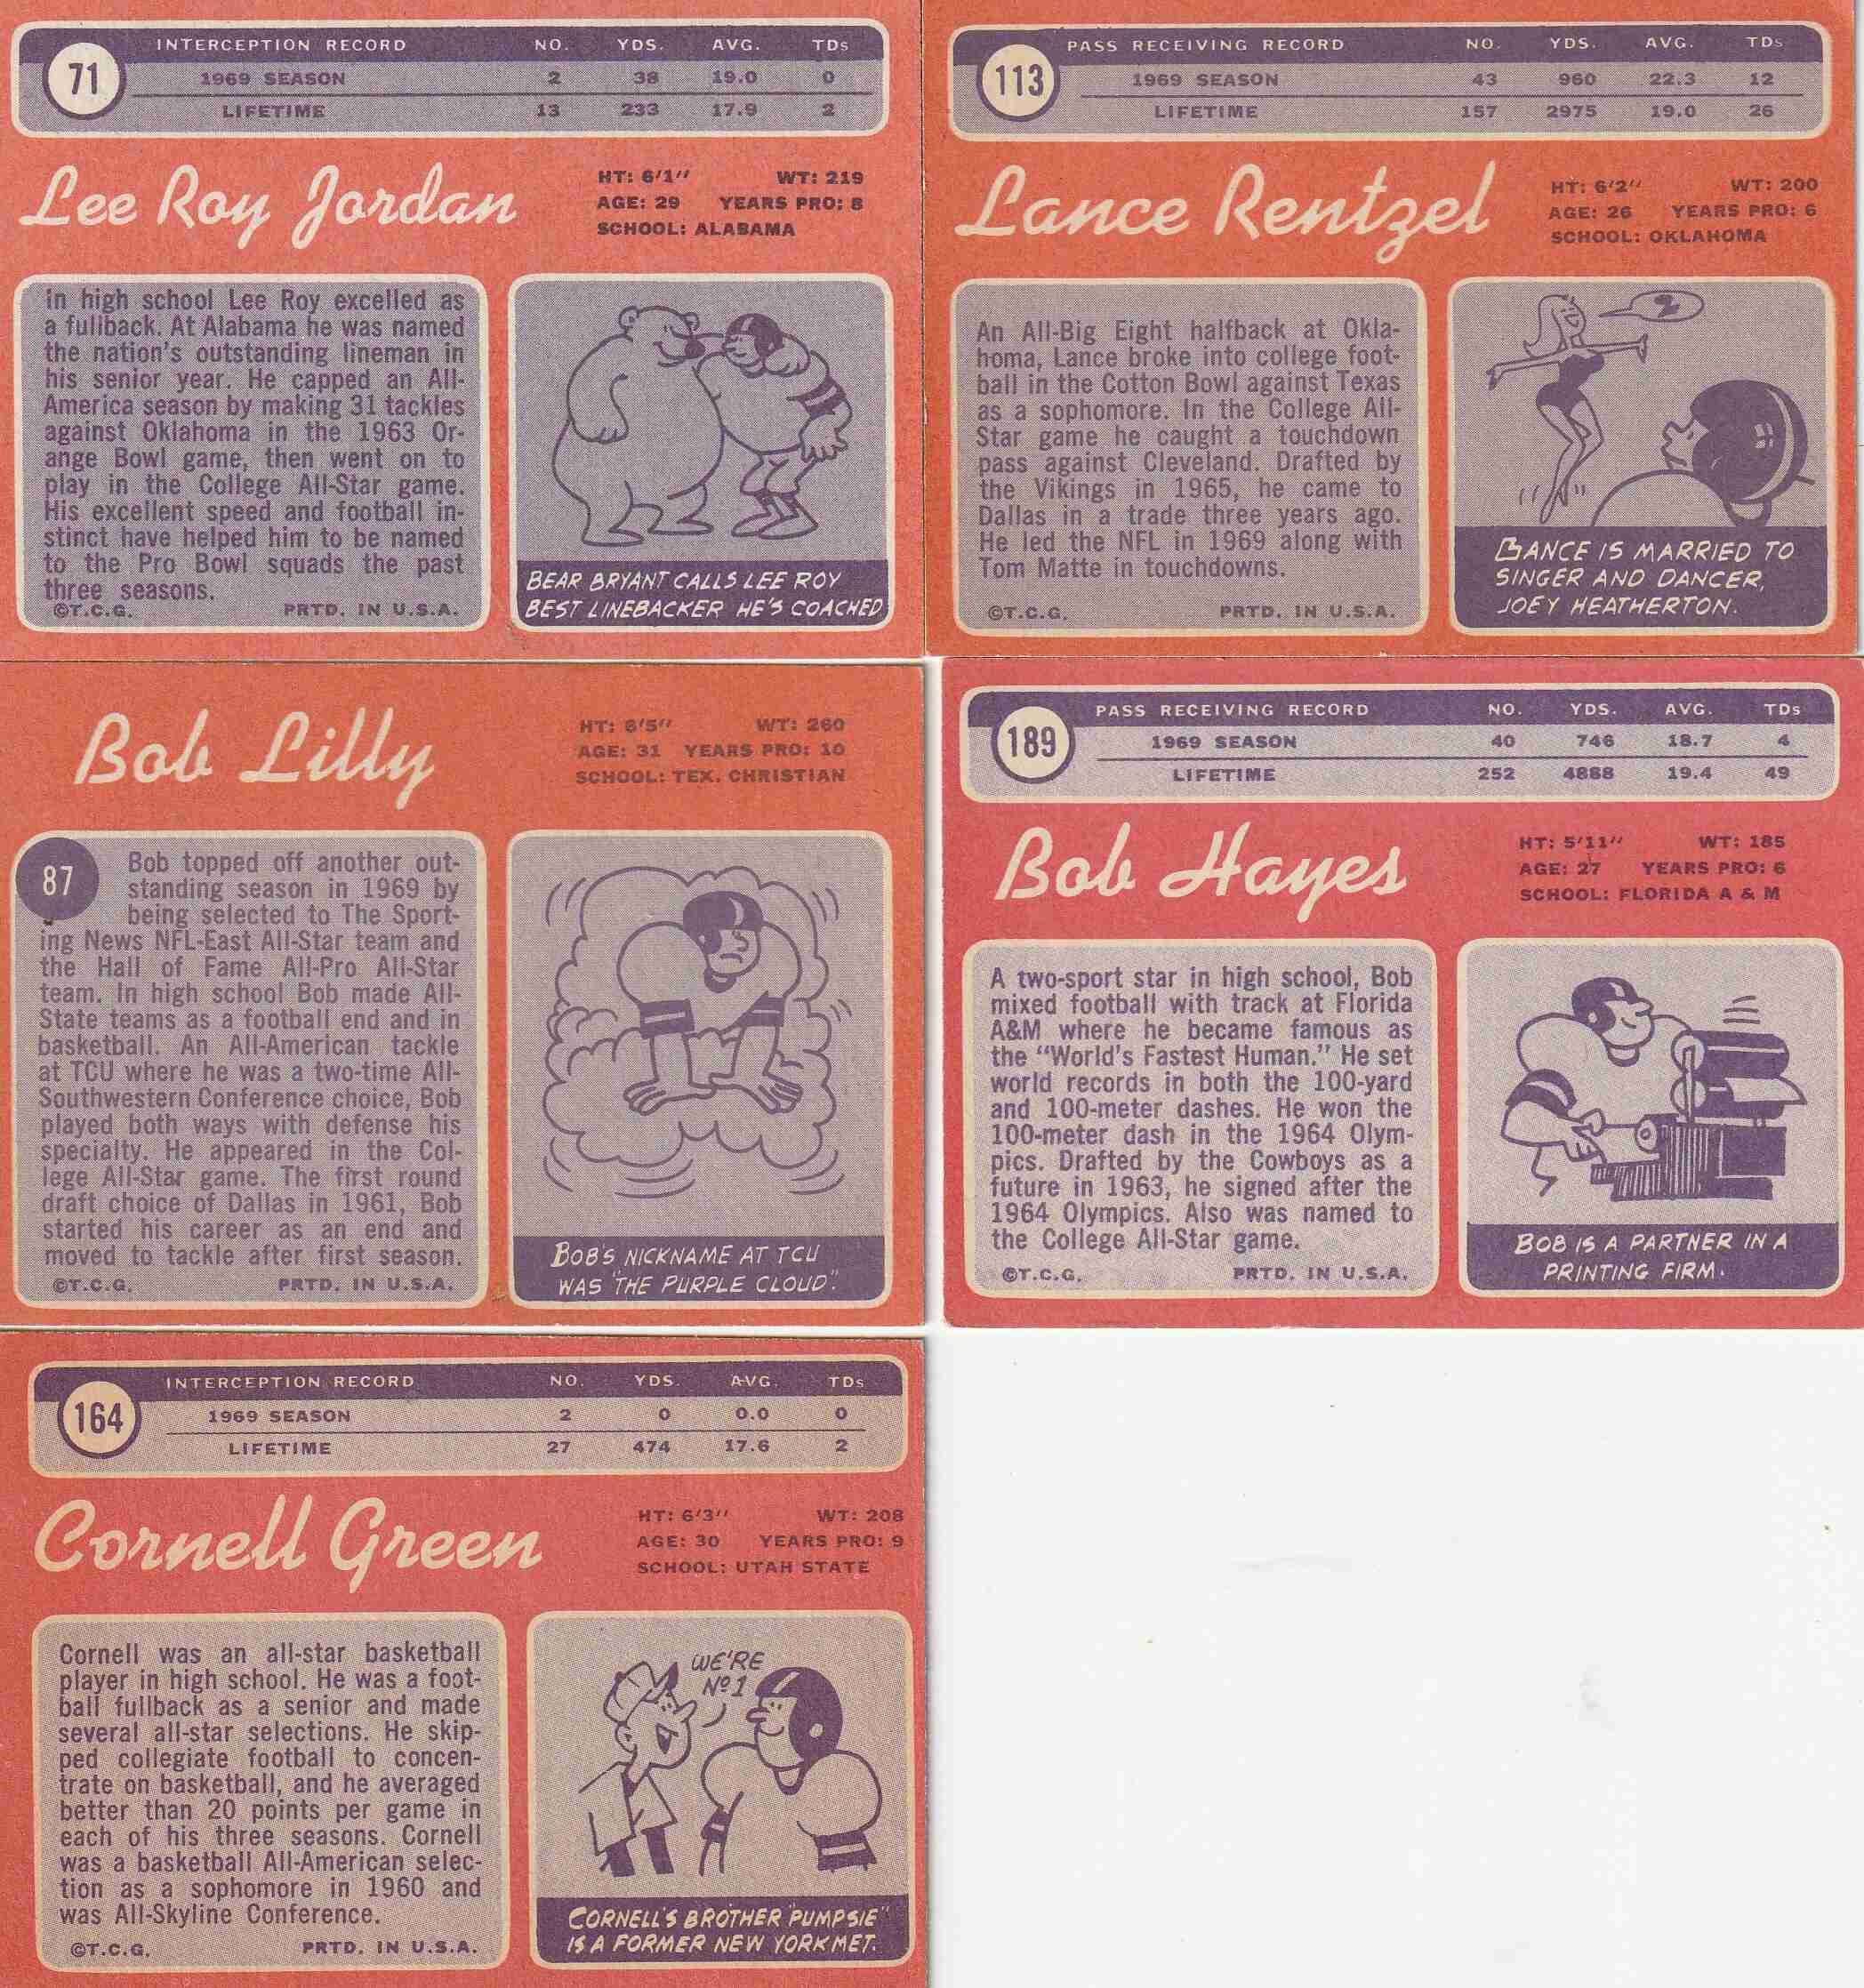 INTERCEPTION RECORD NO. YDS. AVG. TDs
71
1969 SEASON 2 38 19.0 0
LIFETIME 13 233 17.9 2
Lee Roy Jordan
HT: 6'1" WT: 219
AGE: 29 YEARS PRO: 8
SCHOOL: ALABAMA
In high school Lee Roy excelled as
a fullback. At Alabama he was named
the nation's outstanding lineman in
his senior year. He capped an All-
America season by making 31 tackles
against Oklahoma in the 1963 Or-
ange Bowl game, then went on to
play in the College All-Star game.
His excellent speed and football in-
stinct have helped him to be named
to the Pro Bowl squads the past
three seasons.
©T.C.G. PRTD. IN U.S.A.
BEAR BRYANT CALLS LEE ROY
BEST LINEBACKER HE'S COACHED
PASS RECEIVING RECORD NO. YDS. AVG. TDs
113
1969 SEASON 43 960 22.3 12
LIFETIME 157 2975 19.0 26
Lance Rentzel
HT: 6'2" WT: 200
AGE: 26 YEARS PRO: 6
SCHOOL: OKLAHOMA
An All-Big Eight halfback at Okla-
homa, Lance broke into college foot-
ball in the Cotton Bowl against Texas
as a sophomore. In the College All-
Star game he caught a touchdown
pass against Cleveland. Drafted by
the Vikings in 1965, he came to
Dallas in a trade three years ago.
He led the NFL in 1969 along with
Tom Matte in touchdowns.
©T.C.G. PRTD. IN U.S.A.
LANCE IS MARRIED TO
SINGER AND DANCER,
JOEY HEATHERTON.
Bob Lilly
HT: 6'5" WT: 260
AGE: 31 YEARS PRO: 10
SCHOOL: TEX. CHRISTIAN
87
Bob topped off another out-
standing season in 1969 by
being selected to The Sport-
ing News NFL-East All-Star team and
the Hall of Fame All-Pro All-Star
team. In high school Bob made All-
State teams as a football end and in
basketball. An All-American tackle
at TCU where he was a two-time All-
Southwestern Conference choice, Bob
played both ways with defense his
specialty. He appeared in the Col-
lege All-Star game. The first round
draft choice of Dallas in 1961, Bob
started his career as an end and
moved to tackle after first season.
©T.C.G. PRTD. IN U.S.A.
BOB'S NICKNAME AT TCU
WAS "THE PURPLE CLOUD".
PASS RECEIVING RECORD NO. YDS. AVG. TDs
189
1969 SEASON 40 746 18.7 4
LIFETIME 252 4888 19.4 49
Bob Hayes
HT: 5'11" WT: 185
AGE: 27 YEARS PRO: 6
SCHOOL: FLORIDA A & M
A two-sport star in high school, Bob
mixed football with track at Florida
A&M where he became famous as
the "World's Fastest Human." He set
world records in both the 100-yard
and 100-meter dashes. He won the
100-meter dash in the 1964 Olym-
pics. Drafted by the Cowboys as a
future in 1963, he signed after the
1964 Olympics. Also was named to
the College All-Star game.
©T.C.G. PRTD. IN U.S.A.
BOB IS A PARTNER IN A
PRINTING FIRM.
INTERCEPTION RECORD NO. YDS. AVG. TDs
164
1969 SEASON 2 0 0.0 0
LIFETIME 27 474 17.6 2
Cornell Green
HT: 6'3" WT: 208
AGE: 30 YEARS PRO: 9
SCHOOL: UTAH STATE
Cornell was an all-star basketball
player in high school. He was a foot-
ball fullback as a senior and made
several all-star selections. He skip-
ped collegiate football to concen-
trate on basketball, and he averaged
better than 20 points per game in
each of his three seasons. Cornell
was a basketball All-American selec-
tion as a sophomore in 1960 and
was All-Skyline Conference.
©T.C.G. PRTD. IN U.S.A.
WE'RE
Nº1
CORNELL'S BROTHER "PUMPSIE"
IS A FORMER NEW YORK MET.